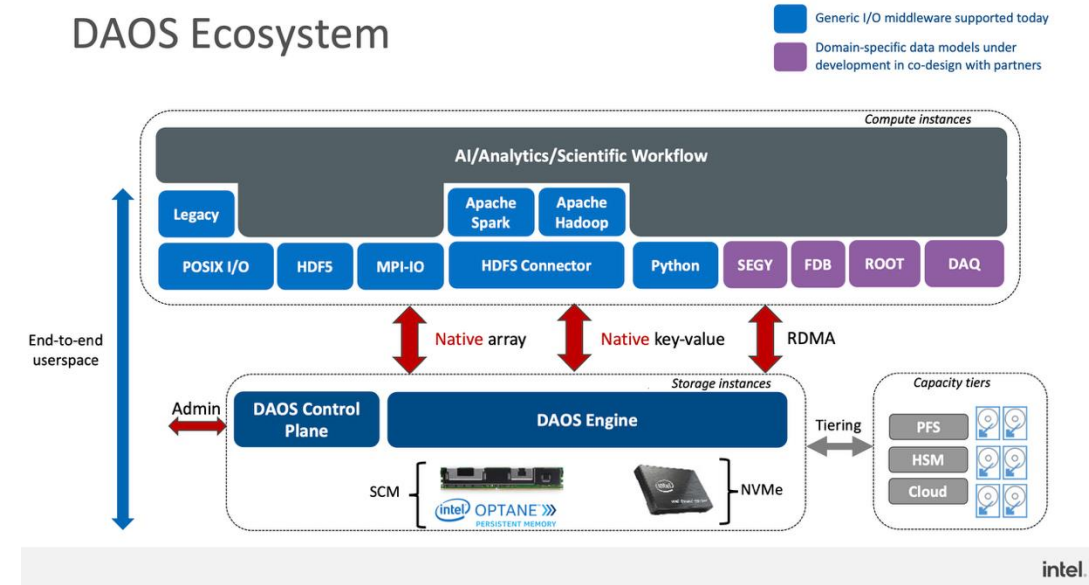 DAOS Ecosystem
Generic I/O middleware supported today
Domain-specific data models under
development in co-design with partners
Compute instances
AI/Analytics/Scientific Workflow
Legacy
Apache
Spark
Apache
Hadoop
POSIX I/O
HDF5
MPI-IO
HDFS Connector
Python
SEGY
FDB
ROOT
DAQ
End-to-end
userspace
Native array
Native key-value
RDMA
Storage instances
Admin
DAOS Control
Plane
DAOS Engine
SCM
intel OPTANE
PERSISTENT MEMORY
NVMe
Tiering
Capacity tiers
PFS
HSM
Cloud
intel.